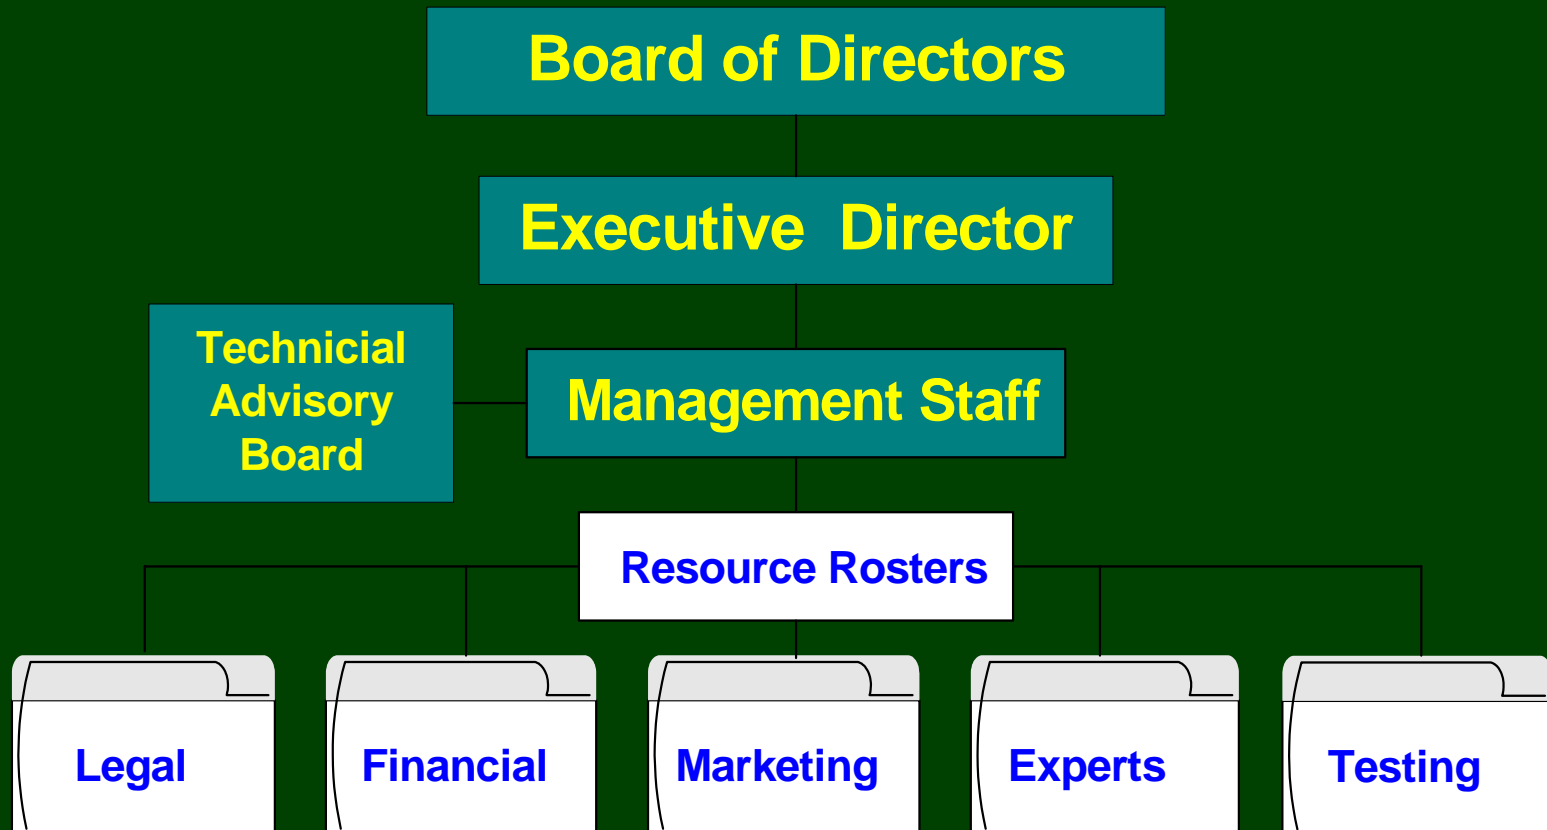 Board of Directors
Executive Director
Technicial
Advisory
Board
Management Staff
Resource Rosters
Legal
Financial
Marketing
Experts
Testing